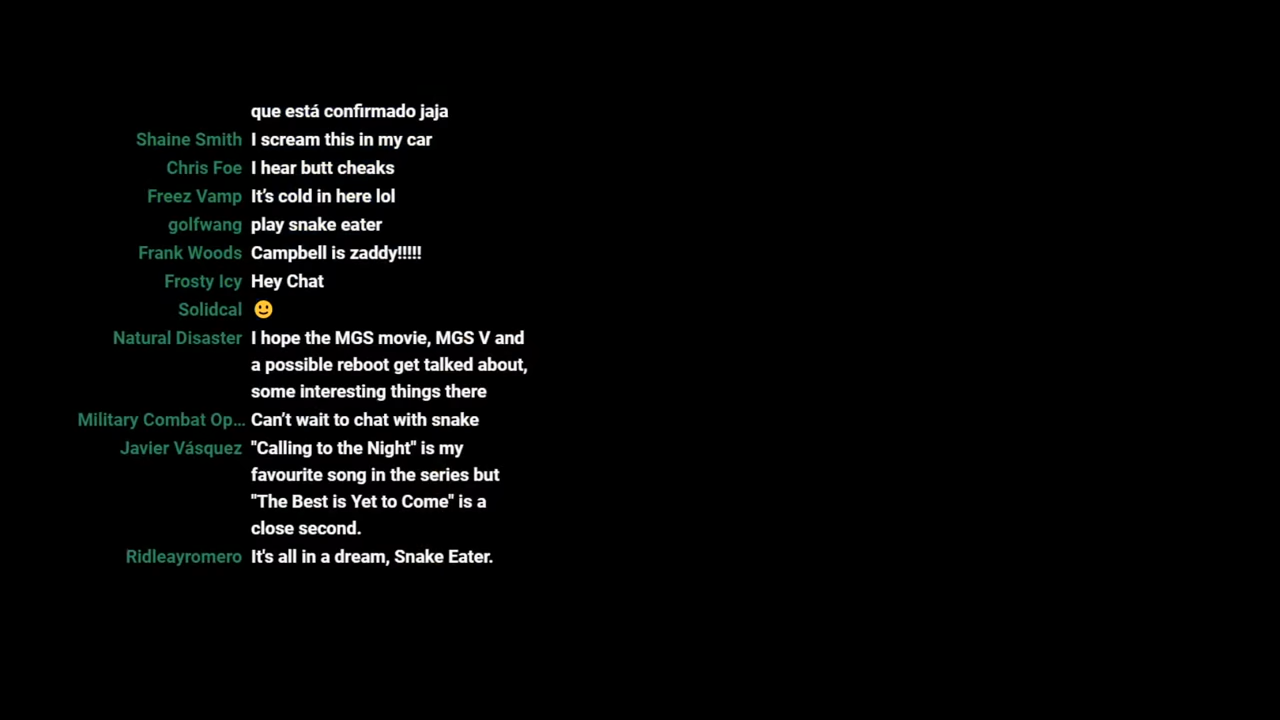 que está confirmado jaja
Shaine Smith I scream this in my car
Chris Foe I hear butt cheaks
Freez Vamp It’s cold in here lol
golfwang play snake eater
Frank Woods Campbell is zaddy!!!!!
Frosty Icy Hey Chat
Solidcal 🙂
Natural Disaster I hope the MGS movie, MGS V and
a possible reboot get talked about,
some interesting things there
Military Combat Op... Can’t wait to chat with snake
Javier Vásquez "Calling to the Night" is my
favourite song in the series but
"The Best is Yet to Come" is a
close second.
Ridleayromero It's all in a dream, Snake Eater.